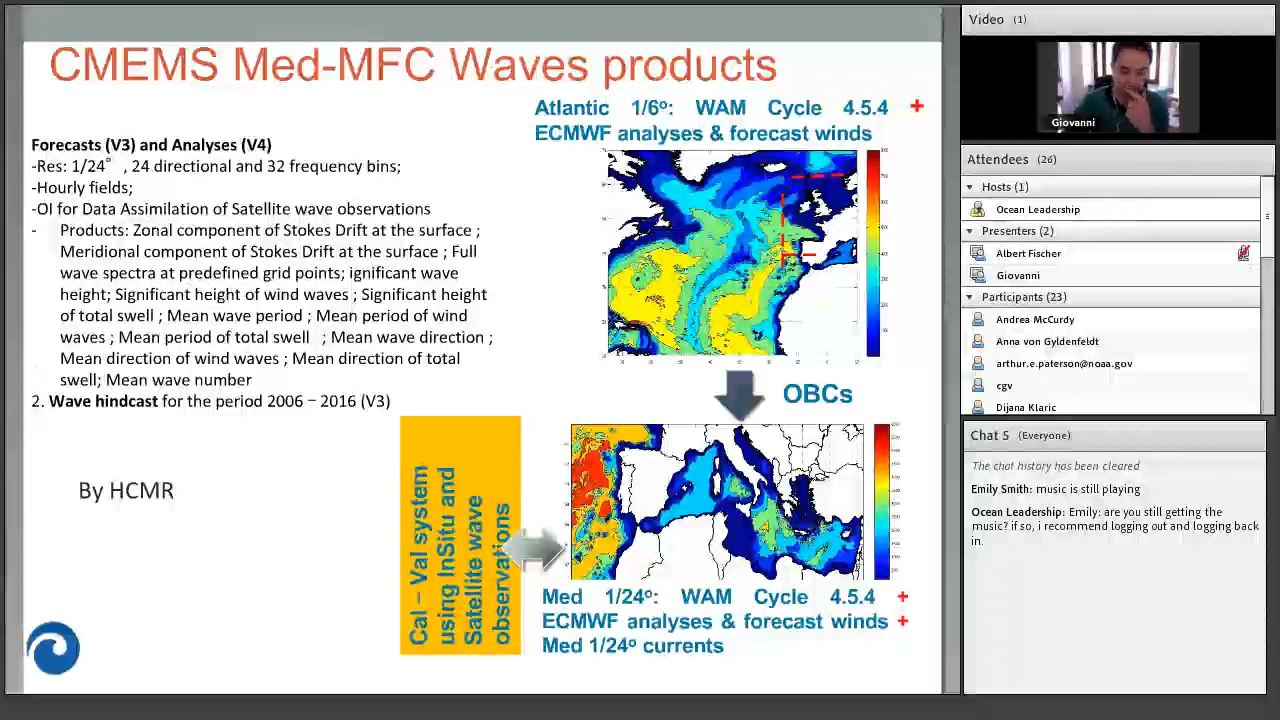 CMEMS Med-MFC Waves products
Atlantic 1/6º: WAM Cycle 4.5.4 +
ECMWF analyses & forecast winds
Forecasts (V3) and Analyses (V4)
-Res: 1/24° , 24 directional and 32 frequency bins;
-Hourly fields;
-OI for Data Assimilation of Satellite wave observations
- Products: Zonal component of Stokes Drift at the surface ;
Meridional component of Stokes Drift at the surface ; Full
wave spectra at predefined grid points; ignificant wave
height; Significant height of wind waves ; Significant height
of total swell ; Mean wave period ; Mean period of wind
waves ; Mean period of total swell ; Mean wave direction ;
Mean direction of wind waves ; Mean direction of total
swell; Mean wave number
2. Wave hindcast for the period 2006 – 2016 (V3)
OBCs
By HCMR
Cal – Val system
using InSitu and
Satellite wave
observations
Med 1/24º: WAM Cycle 4.5.4 +
ECMWF analyses & forecast winds +
Med 1/24º currents
Video (1)
Giovanni
Attendees (26)
Hosts (1)
Ocean Leadership
Presenters (2)
Albert Fischer
Giovanni
Participants (23)
Andrea McCurdy
Anna von Gyldenfeldt
arthur.e.paterson@noaa.gov
cgv
Dijana Klaric
Chat 5 (Everyone)
The chat history has been cleared
Emily Smith: music is still playing
Ocean Leadership: Emily: are you still getting the
music? if so, i recommend logging out and logging back
in.